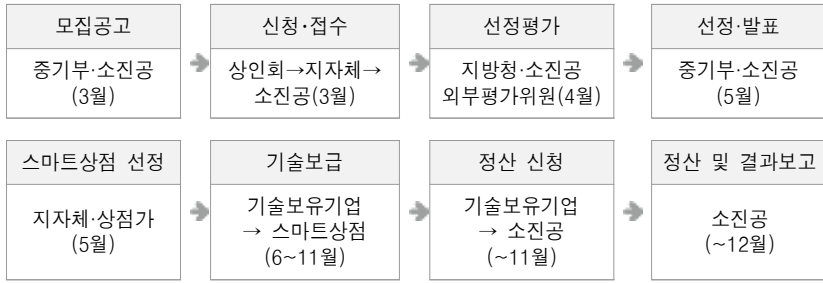 모집공고
중기부·소진공
(3월)
신청·접수
상인회→지자체→
소진공(3월)
선정평가
지방청·소진공
외부평가위원(4월)
선정·발표
중기부·소진공
(5월)
스마트상점 선정
지자체·상점가
(5월)
기술보급
기술보유기업
→ 스마트상점
(6~11월)
정산 신청
기술보유기업
→ 소진공
(~11월)
정산 및 결과보고
소진공
(~12월)